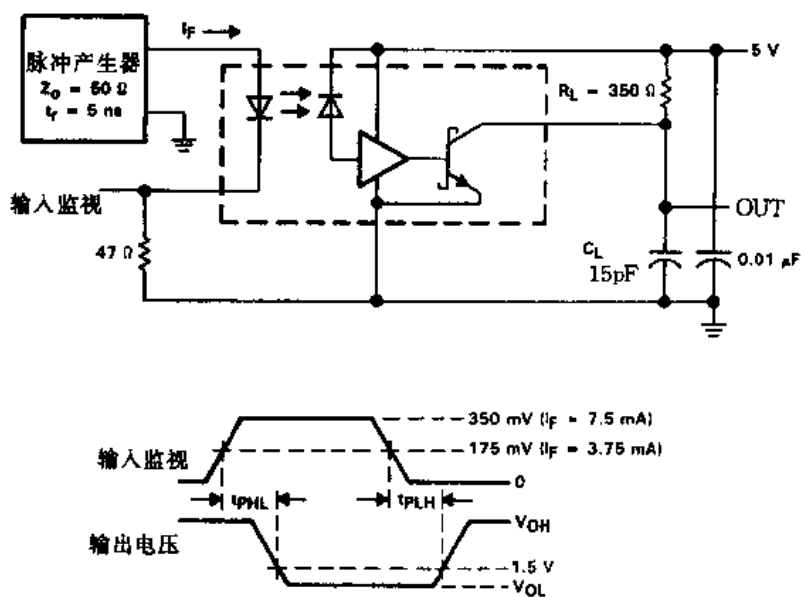 脉冲产生器
Z₀ = 50 Ω
tᵣ = 5 ns
I_F
5 V
R_L = 350 Ω
输入监视
OUT
47 Ω
C_L
15pF
0.01 μF
350 mV (I_F = 7.5 mA)
175 mV (I_F = 3.75 mA)
输入监视
0
t_PHL
t_PLH
V_OH
输出电压
1.5 V
V_OL